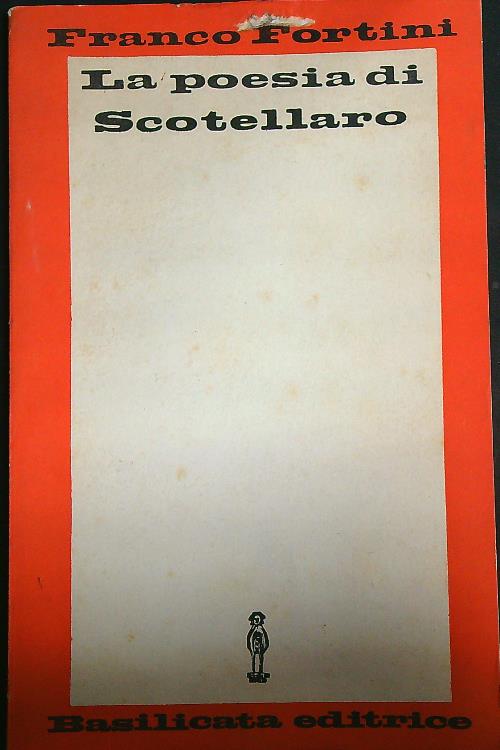 Franco Fortini
La poesia di
Scotellaro
Basilicata editrice